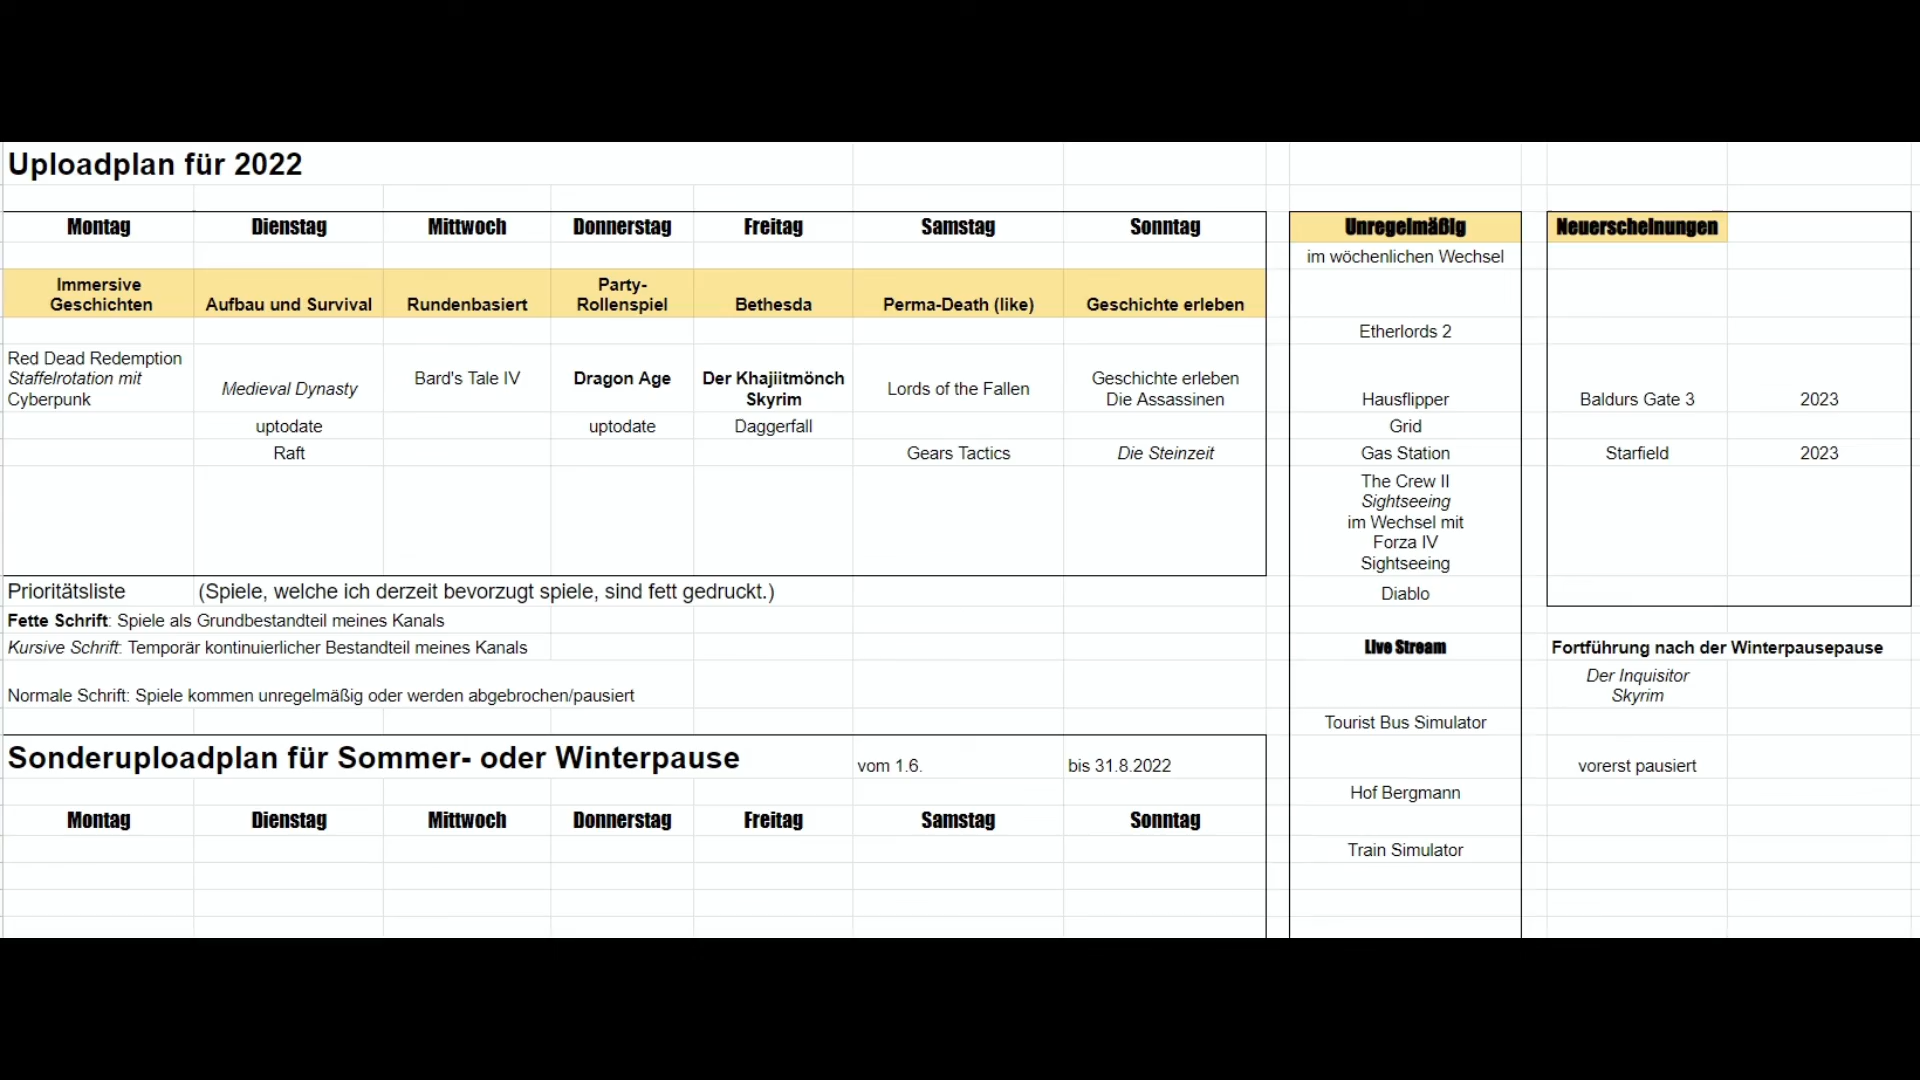 Uploadplan für 2022
Montag Dienstag Mittwoch Donnerstag Freitag Samstag Sonntag
Immersive Geschichten Aufbau und Survival Rundenbasiert Party-Rollenspiel Bethesda Perma-Death (like) Geschichte erleben
Red Dead Redemption
Staffelrotation mit
Cyberpunk
Medieval Dynasty
Bard's Tale IV
Dragon Age
Der Khajiitmönch
Skyrim
Lords of the Fallen
Geschichte erleben
Die Assassinen
uptodate uptodate Daggerfall
Raft Gears Tactics Die Steinzeit
Prioritätsliste (Spiele, welche ich derzeit bevorzugt spiele, sind fett gedruckt.)
Fette Schrift: Spiele als Grundbestandteil meines Kanals
Kursive Schrift: Temporär kontinuierlicher Bestandteil meines Kanals
Normale Schrift: Spiele kommen unregelmäßig oder werden abgebrochen/pausiert
Sonderuploadplan für Sommer- oder Winterpause vom 1.6. bis 31.8.2022
Montag Dienstag Mittwoch Donnerstag Freitag Samstag Sonntag
Unregelmäßig
im wöchenlichen Wechsel
Etherlords 2
Hausflipper
Grid
Gas Station
The Crew II
Sightseeing
im Wechsel mit
Forza IV
Sightseeing
Diablo
Live Stream
Tourist Bus Simulator
Hof Bergmann
Train Simulator
Neuerscheinungen
Baldurs Gate 3 2023
Starfield 2023
Fortführung nach der Winterpausepause
Der Inquisitor
Skyrim
vorerst pausiert